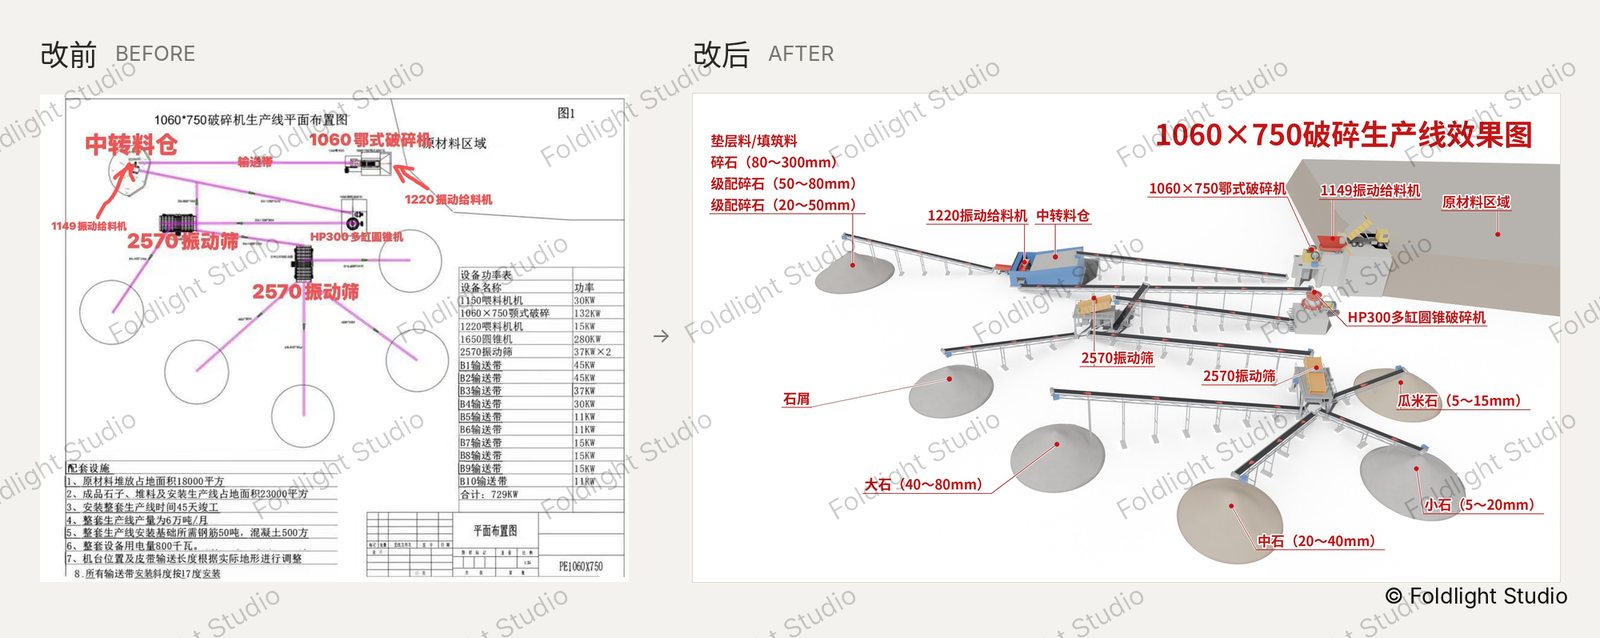 改前 BEFORE
1060*750破碎机生产线平面布置图
图1
中转料仓
1060鄂式破碎机
原材料区域
输送带
1220振动给料机
1149振动给料机
2570振动筛
HP300多缸圆锥机
2570振动筛
设备功率表
设备名称 功率
1150喂料机机 30KW
1060×750颚式破碎 132KW
1220喂料机机 15KW
1650圆锥机 280KW
2570振动筛 37KW×2
B1输送带 45KW
B2输送带 45KW
B3输送带 37KW
B4输送带 30KW
B5输送带 11KW
B6输送带 11KW
B7输送带 15KW
B8输送带 15KW
B9输送带 15KW
B10输送带 11KW
合计：729KW
配套设施
1、原材料堆放占地面积18000平方
2、成品石子、堆料及安装生产线占地面积23000平方
3、安装整套生产线时间45天竣工
4、整套生产线产量为6万吨/月
5、整套生产线安装基础所需钢筋50吨，混凝土500方
6、整套设备用电量800千瓦。
7、机台位置及皮带输送长度根据实际地形进行调整
8.所有输送带安装斜度按17度安装
平面布置图
PE1060X750
→
改后 AFTER
1060×750破碎生产线效果图
垫层料/填筑料
碎石（80～300mm）
级配碎石（50～80mm）
级配碎石（20～50mm）
1220振动给料机
中转料仓
1060×750鄂式破碎机
1149振动给料机
原材料区域
HP300多缸圆锥破碎机
2570振动筛
2570振动筛
石屑
瓜米石（5～15mm）
大石（40～80mm）
小石（5～20mm）
中石（20～40mm）
© Foldlight Studio